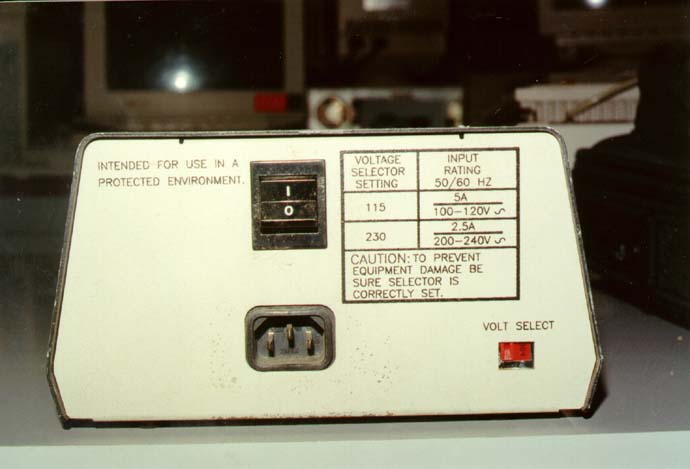 INTENDED FOR USE IN A
PROTECTED ENVIRONMENT.
I
O
VOLTAGE
SELECTOR
SETTING
INPUT
RATING
50/60 HZ
115
5A
100-120V ∿
230
2.5A
200-240V ∿
CAUTION: TO PREVENT
EQUIPMENT DAMAGE BE
SURE SELECTOR IS
CORRECTLY SET.
VOLT SELECT